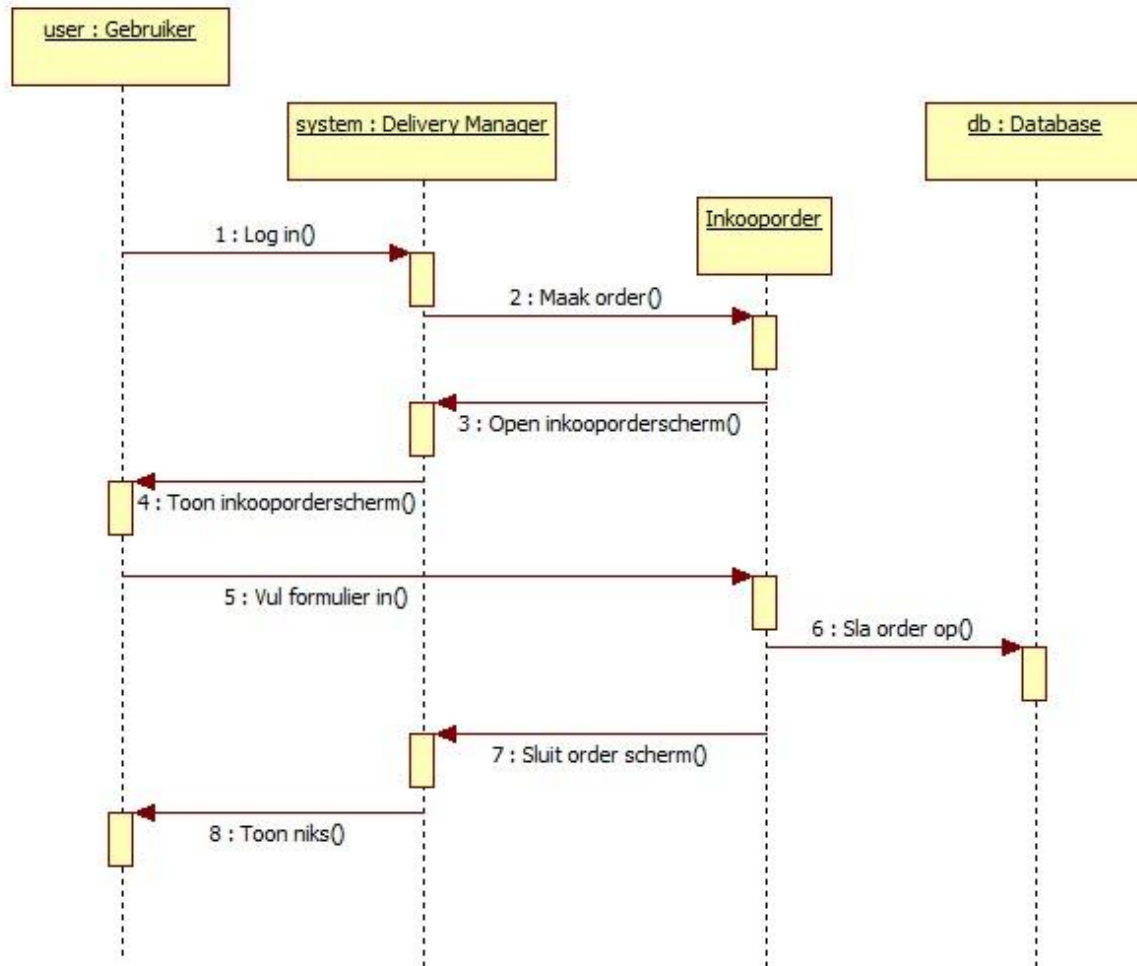 user : Gebruiker
system : Delivery Manager
db : Database
Inkooporder
1 : Log in()
2 : Maak order()
3 : Open inkooporderscherm()
4 : Toon inkooporderscherm()
5 : Vul formulier in()
6 : Sla order op()
7 : Sluit order scherm()
8 : Toon niks()